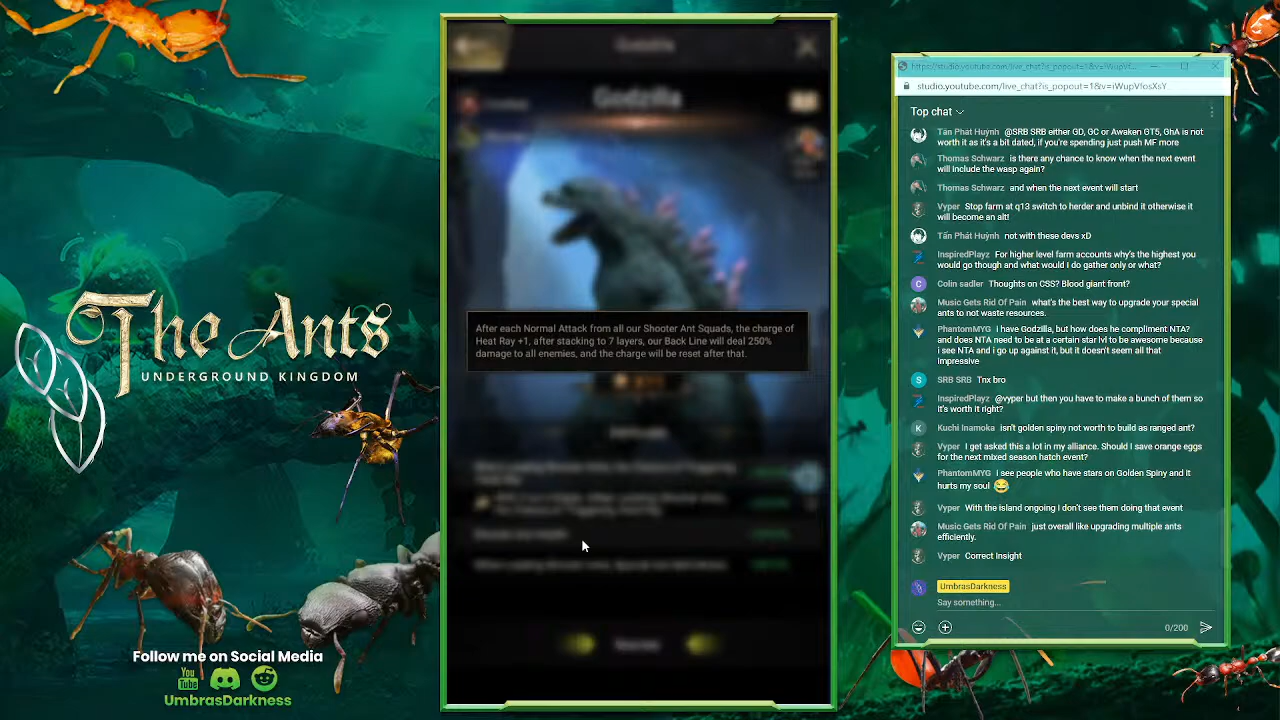 The Ants
UNDERGROUND KINGDOM
Follow me on Social Media
You
Tube
UmbrasDarkness
Godzilla
Godzilla
After each Normal Attack from all our Shooter Ant Squads, the charge of
Heat Ray +1, after stacking to 7 layers, our Back Line will deal 250%
damage to all enemies, and the charge will be reset after that.
https://studio.youtube.com/live_chat?is_popout=1&v=iWupVf...
studio.youtube.com/live_chat?is_popout=1&v=iWupVfosXsY
Top chat
Tấn Phát Huỳnh @SRB SRB either GD, GC or Awaken GT5, GhA is not
worth it as it's a bit dated, if you're spending just push MF more
Thomas Schwarz is there any chance to know when the next event
will include the wasp again?
Thomas Schwarz and when the next event will start
Vyper Stop farm at q13 switch to herder and unbind it otherwise it
will become an alt!
Tấn Phát Huỳnh not with these devs xD
InspiredPlayz For higher level farm accounts why's the highest you
would go though and what would i do gather only or what?
C Colin sadler Thoughts on CSS? Blood giant front?
Music Gets Rid Of Pain what's the best way to upgrade your special
ants to not waste resources.
PhantomMYG i have Godzilla, but how does he compliment NTA?
and does NTA need to be at a certain star lvl to be awesome because
i see NTA and i go up against it, but it doesn't seem all that
impressive
S SRB SRB Tnx bro
InspiredPlayz @vyper but then you have to make a bunch of them so
it's worth it right?
K Kuchi Inamoka isn't golden spiny not worth to build as ranged ant?
Vyper I get asked this a lot in my alliance. Should I save orange eggs
for the next mixed season hatch event?
PhantomMYG i see people who have stars on Golden Spiny and it
hurts my soul 😂
Vyper With the island ongoing I don't see them doing that event
Music Gets Rid Of Pain just overall like upgrading multiple ants
efficiently.
Vyper Correct Insight
UmbrasDarkness
Say something...
0/200